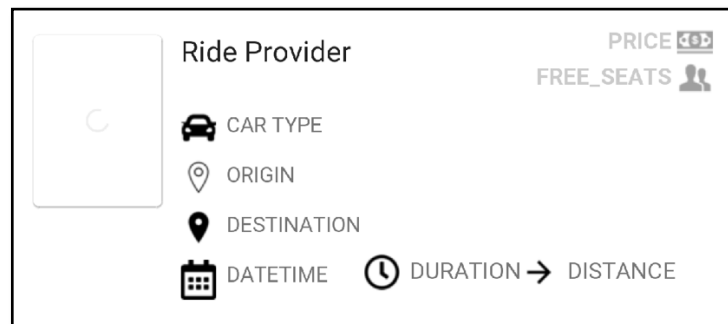 Ride Provider
PRICE
FREE_SEATS
CAR TYPE
ORIGIN
DESTINATION
DATETIME DURATION DISTANCE